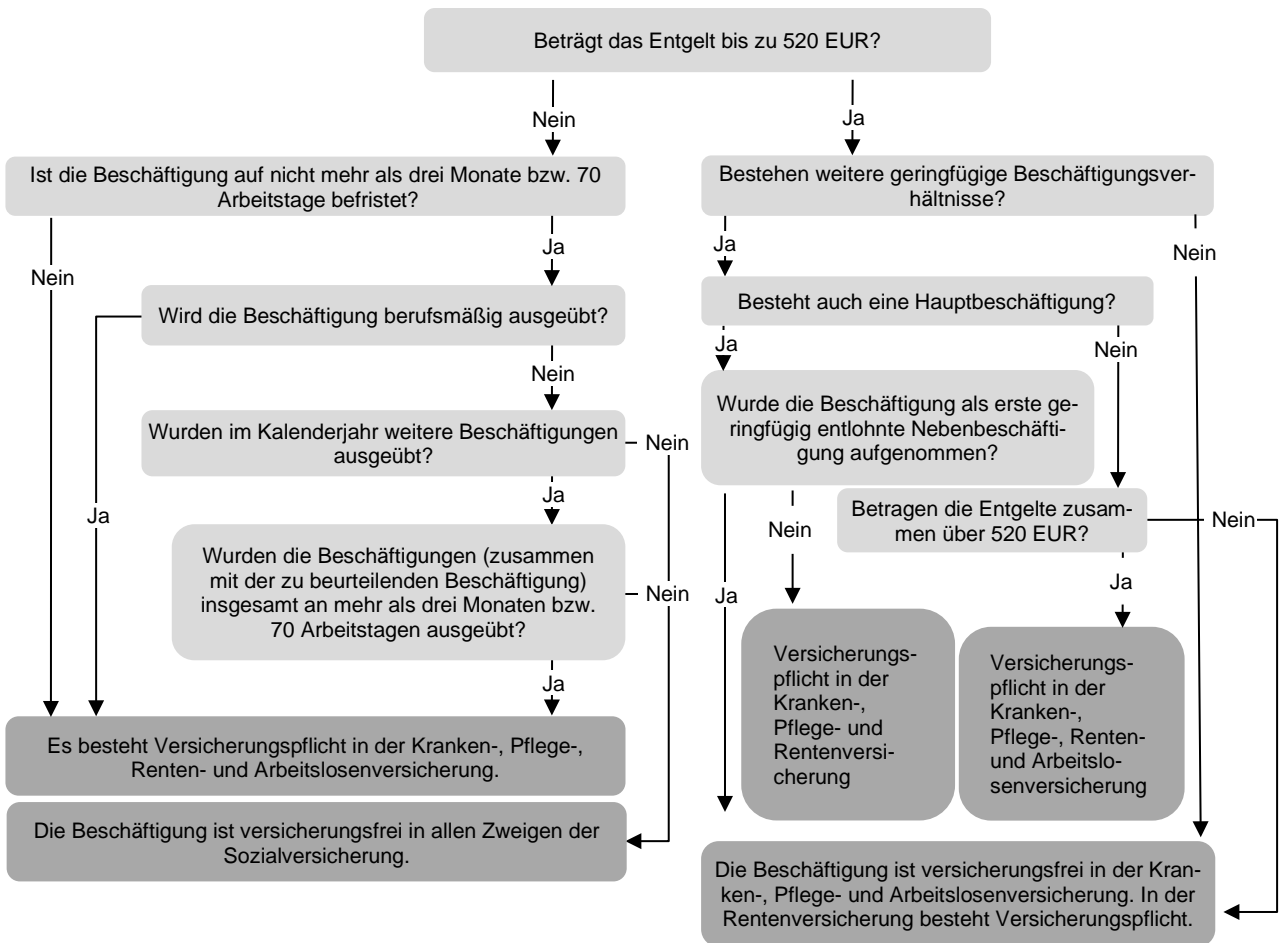 Beträgt das Entgelt bis zu 520 EUR?
Nein
Ja
Ist die Beschäftigung auf nicht mehr als drei Monate bzw. 70
Arbeitstage befristet?
Bestehen weitere geringfügige Beschäftigungsver-
hältnisse?
Nein
Ja
Ja
Nein
Wird die Beschäftigung berufsmäßig ausgeübt?
Besteht auch eine Hauptbeschäftigung?
Ja
Nein
Ja
Nein
Wurden im Kalenderjahr weitere Beschäftigungen
ausgeübt?
Nein
Wurde die Beschäftigung als erste ge-
ringfügig entlohnte Nebenbeschäfti-
gung aufgenommen?
Ja
Nein
Ja
Betragen die Entgelte zusam-
men über 520 EUR?
Nein
Ja
Wurden die Beschäftigungen (zusammen
mit der zu beurteilenden Beschäftigung)
insgesamt an mehr als drei Monaten bzw.
70 Arbeitstagen ausgeübt?
Nein
Ja
Versicherungs-
pflicht in der
Kranken-,
Pflege- und
Rentenversi-
cherung
Versicherungs-
pflicht in der
Kranken-,
Pflege-, Renten-
und Arbeitslo-
senversicherung
Es besteht Versicherungspflicht in der Kranken-, Pflege-,
Renten- und Arbeitslosenversicherung.
Die Beschäftigung ist versicherungsfrei in allen Zweigen der
Sozialversicherung.
Die Beschäftigung ist versicherungsfrei in der Kran-
ken-, Pflege- und Arbeitslosenversicherung. In der
Rentenversicherung besteht Versicherungspflicht.